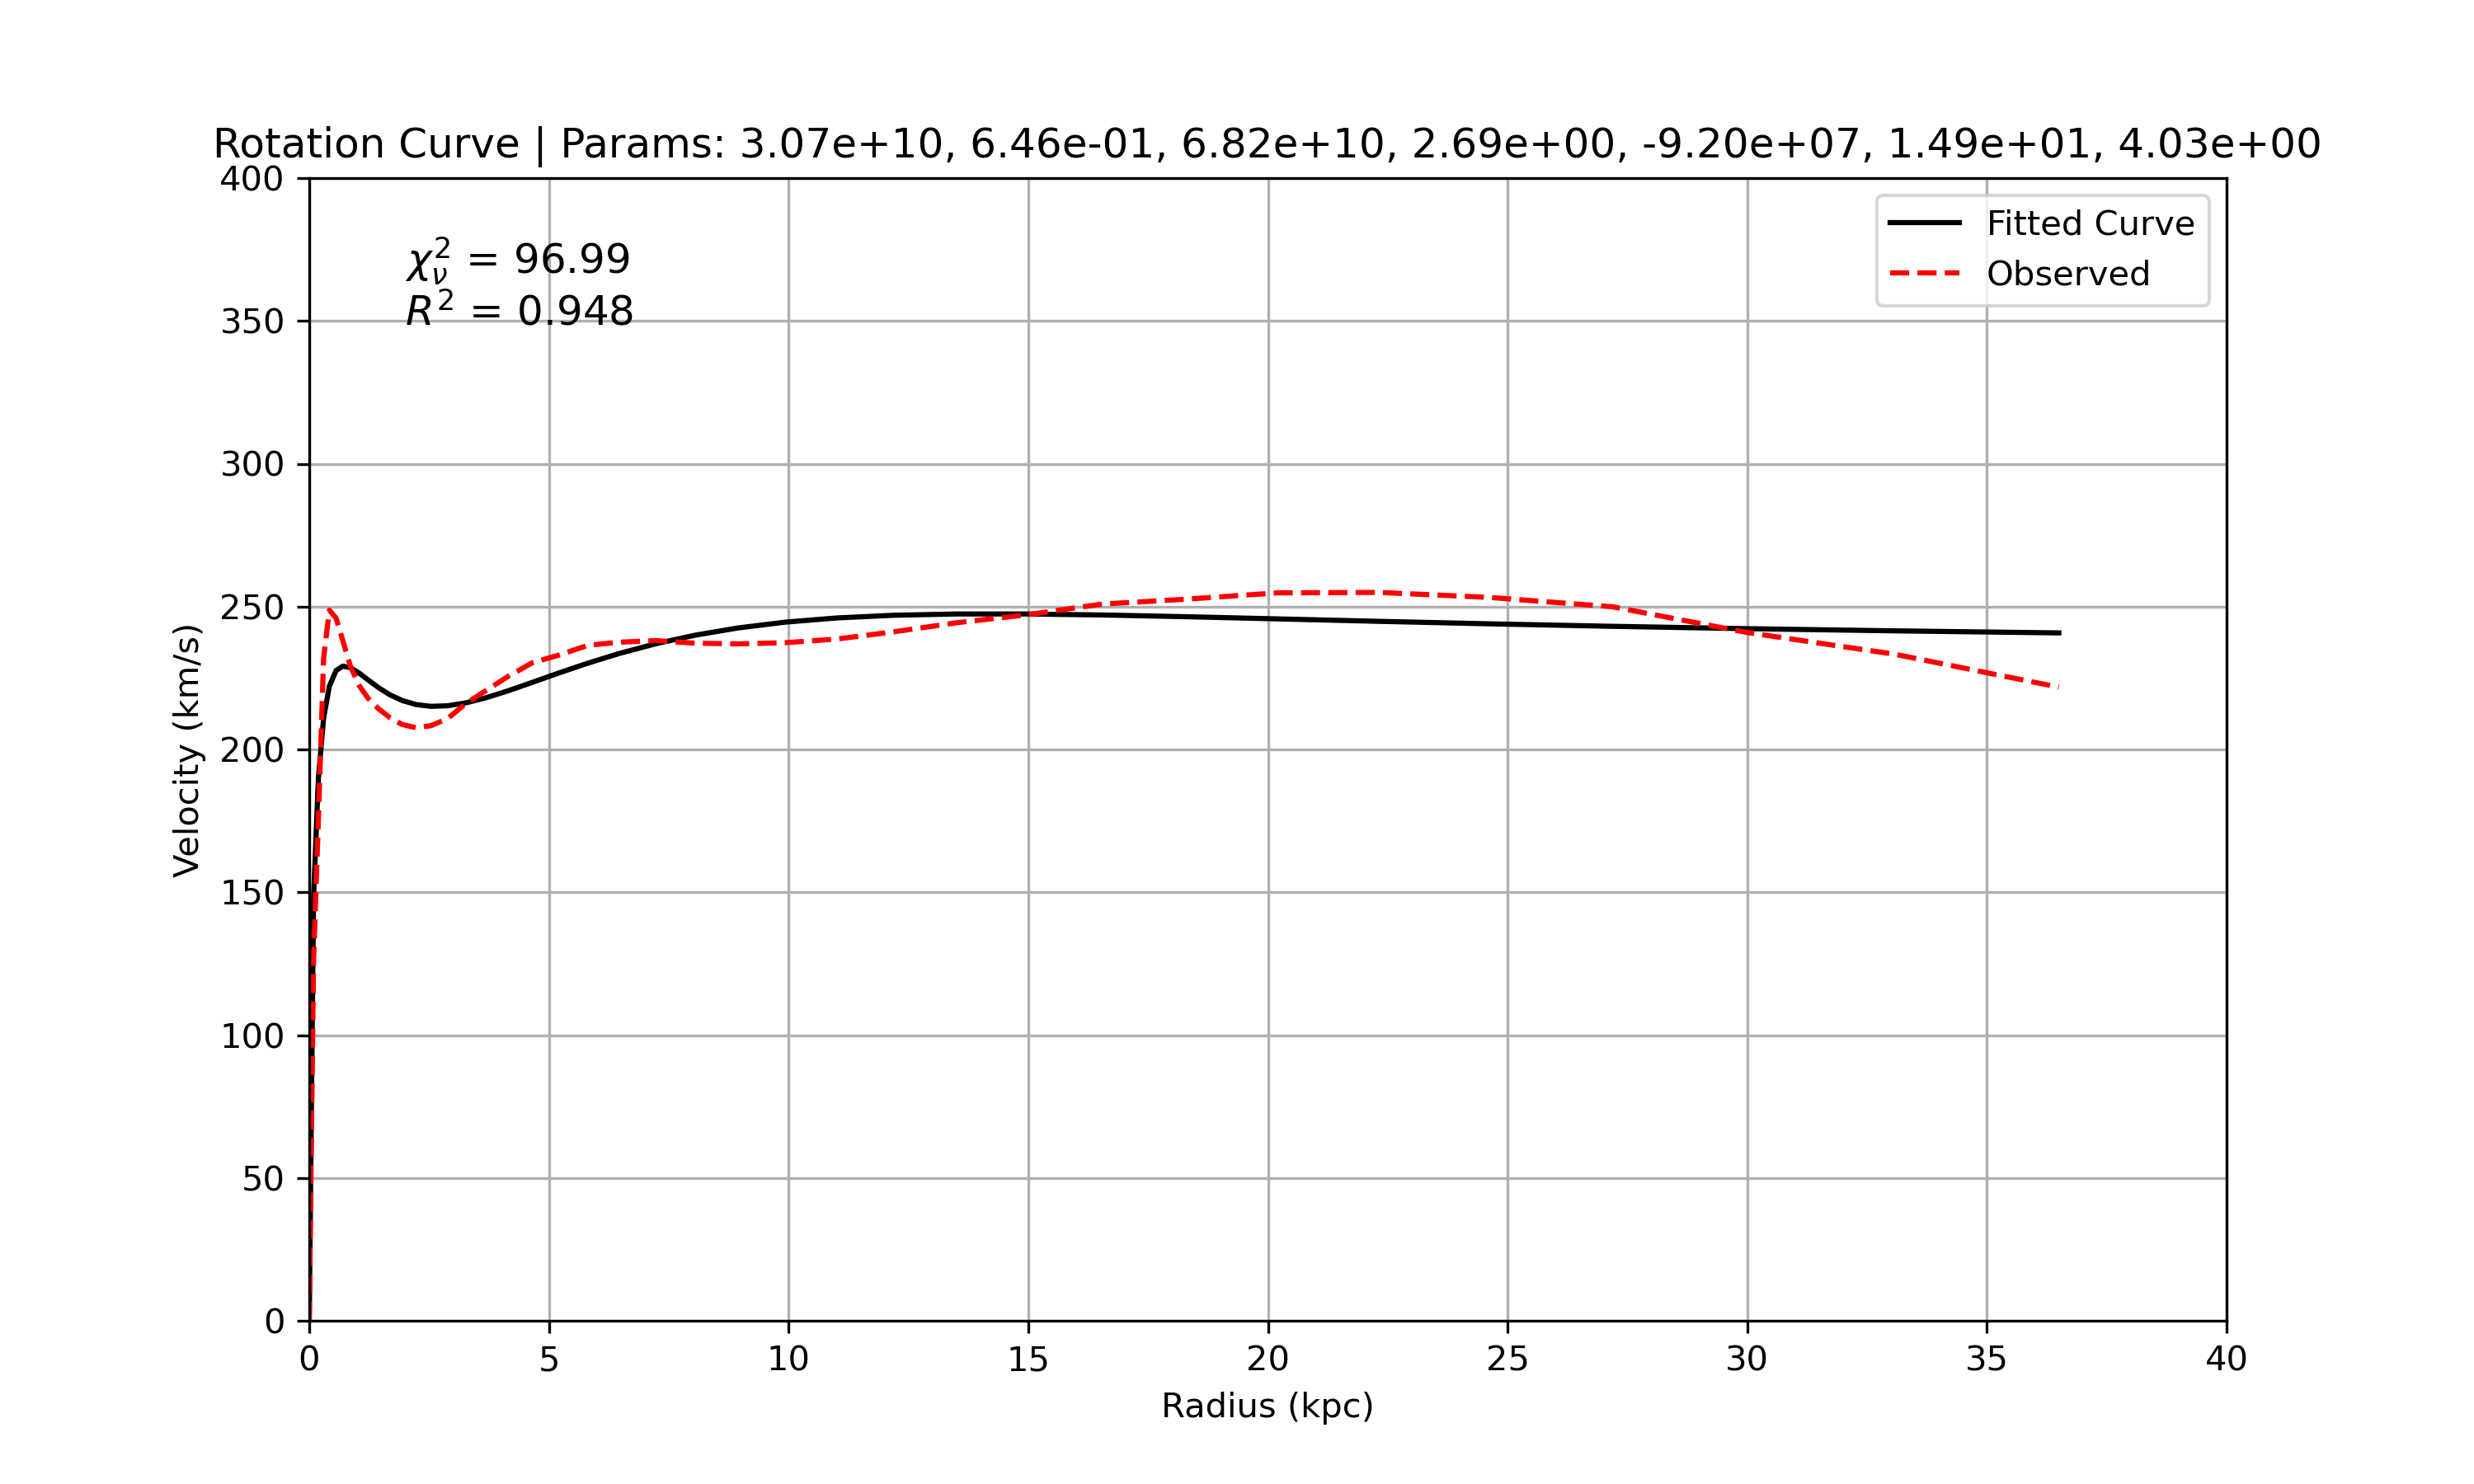 Rotation Curve | Params: 3.07e+10, 6.46e-01, 6.82e+10, 2.69e+00, -9.20e+07, 1.49e+01, 4.03e+00
400
350
300
250
200
150
100
50
0
Velocity (km/s)
χ²ᵥ = 96.99
R² = 0.948
Fitted Curve
Observed
0 5 10 15 20 25 30 35 40
Radius (kpc)